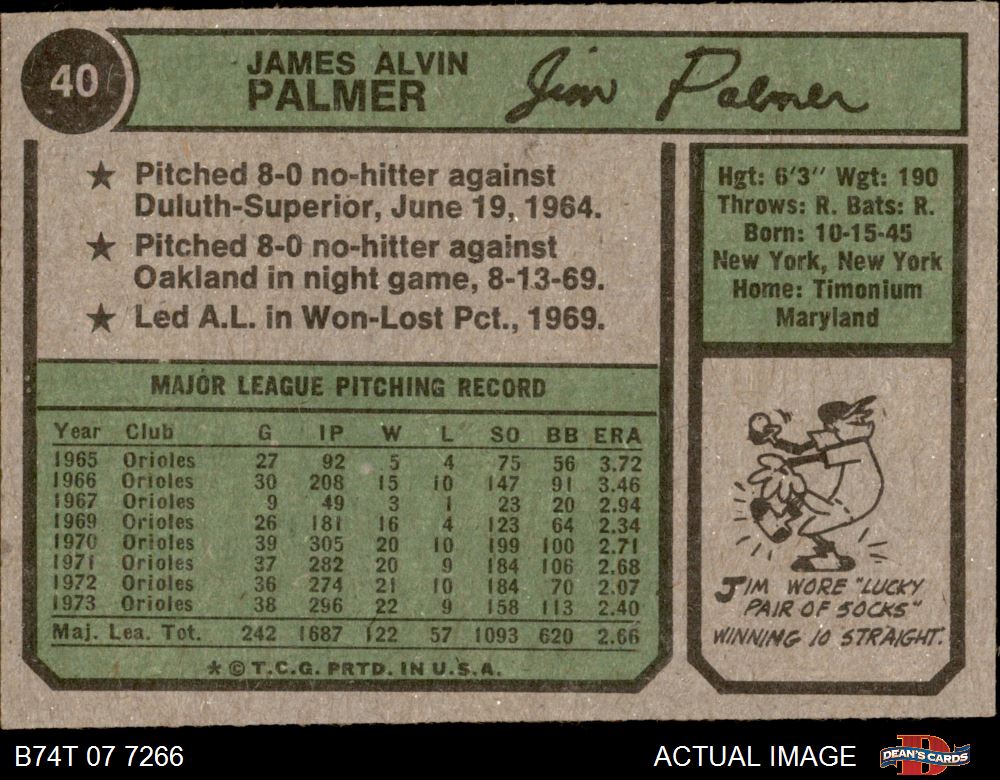 40
JAMES ALVIN
PALMER
Jim Palmer
★ Pitched 8-0 no-hitter against
Duluth-Superior, June 19, 1964.
★ Pitched 8-0 no-hitter against
Oakland in night game, 8-13-69.
★ Led A.L. in Won-Lost Pct., 1969.
Hgt: 6'3" Wgt: 190
Throws: R. Bats: R.
Born: 10-15-45
New York, New York
Home: Timonium
Maryland
MAJOR LEAGUE PITCHING RECORD
Year Club G IP W L SO BB ERA
1965 Orioles 27 92 5 4 75 56 3.72
1966 Orioles 30 208 15 10 147 91 3.46
1967 Orioles 9 49 3 1 23 20 2.94
1969 Orioles 26 181 16 4 123 64 2.34
1970 Orioles 39 305 20 10 199 100 2.71
1971 Orioles 37 282 20 9 184 106 2.68
1972 Orioles 36 274 21 10 184 70 2.07
1973 Orioles 38 296 22 9 158 113 2.40
Maj. Lea. Tot. 242 1687 122 57 1093 620 2.66
* © T.C.G. PRTD. IN U.S.A.
JIM WORE "LUCKY
PAIR OF SOCKS"
WINNING 10 STRAIGHT.
B74T 07 7266
ACTUAL IMAGE
DEAN'S CARDS